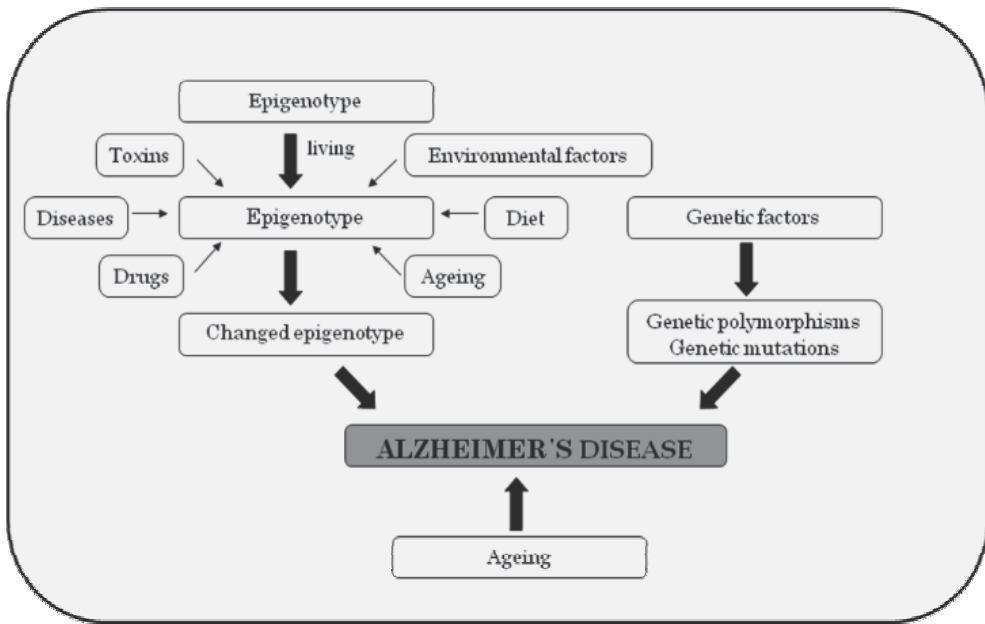 Epigenotype
living
Toxins
Environmental factors
Diseases
Epigenotype
Diet
Genetic factors
Drugs
Ageing
Changed epigenotype
Genetic polymorphisms
Genetic mutations
ALZHEIMER'S DISEASE
Ageing